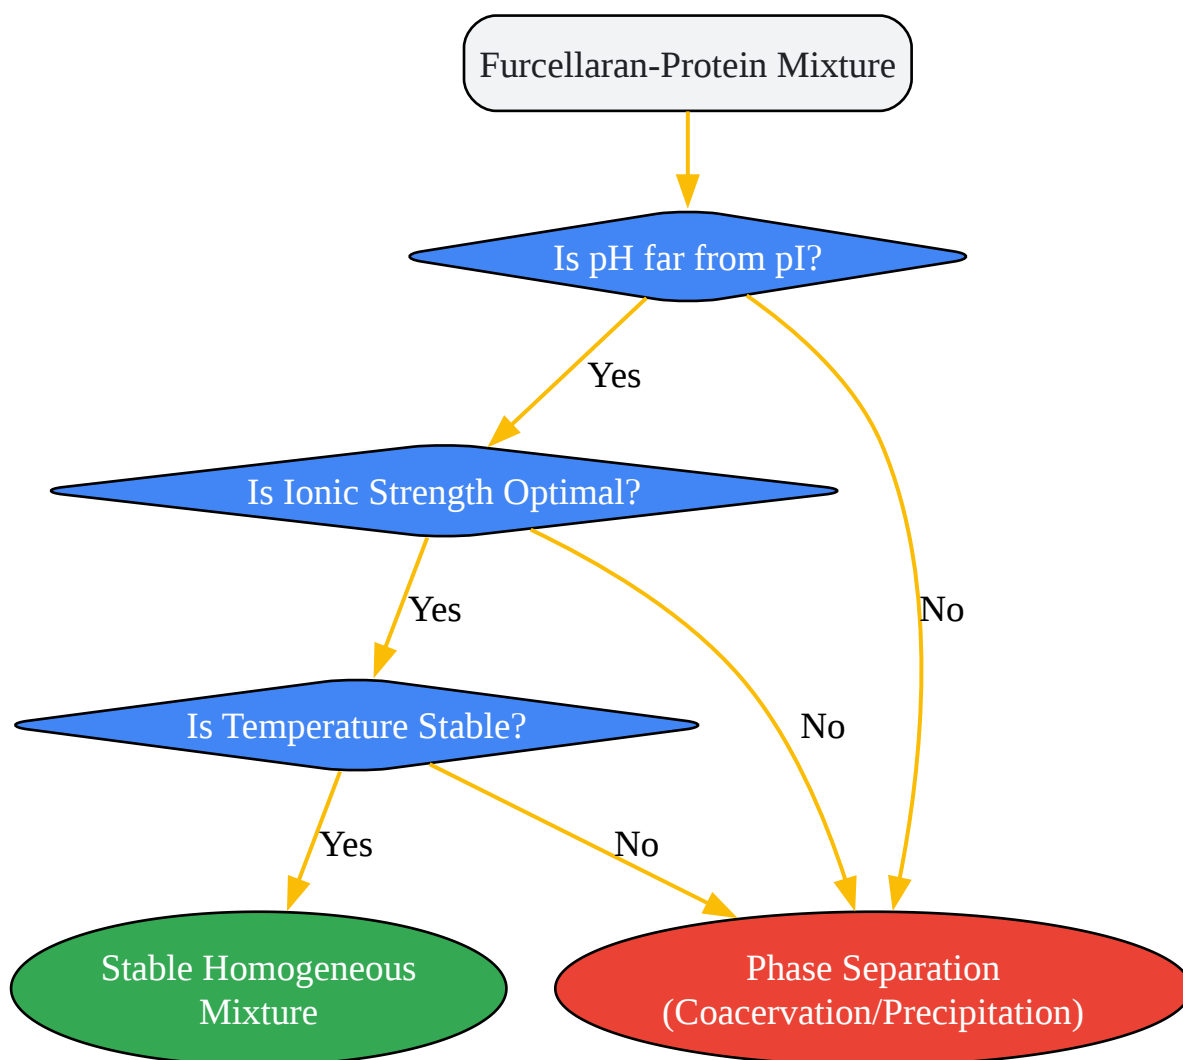 Furcellaran-Protein Mixture
Is pH far from pI?
Yes
Is Ionic Strength Optimal?
Yes
No
Is Temperature Stable?
No
Yes
No
Stable Homogeneous
Mixture
Phase Separation
(Coacervation/Precipitation)